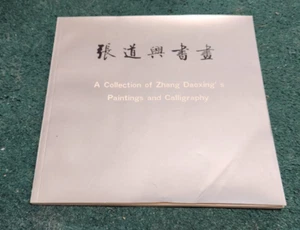 張道興書畫
A Collection of Zhang Daoxing' s
Paintings and Calligraphy